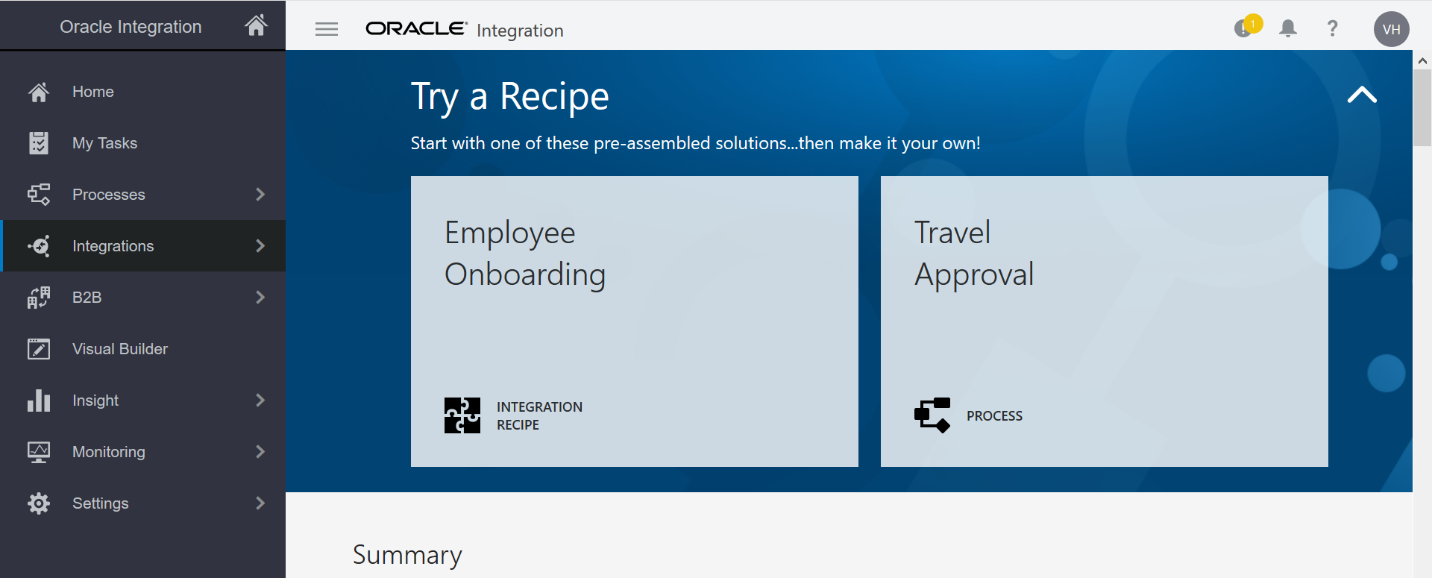 Oracle Integration
Home
My Tasks
Processes
Integrations
B2B
Visual Builder
Insight
Monitoring
Settings
ORACLE® Integration
1
?
VH
Try a Recipe
Start with one of these pre-assembled solutions...then make it your own!
Employee
Onboarding
INTEGRATION
RECIPE
Travel
Approval
PROCESS
Summary